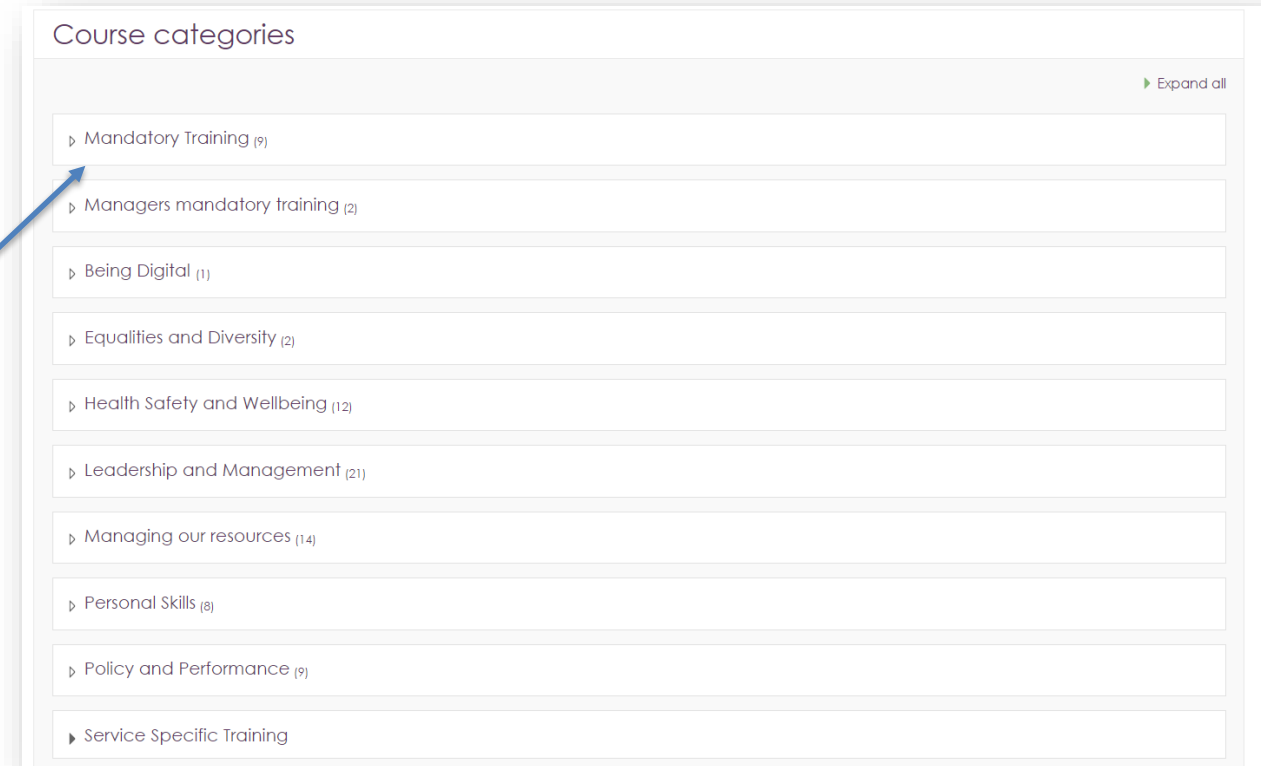 Course categories
Expand all
Mandatory Training (9)
Managers mandatory training (2)
Being Digital (1)
Equalities and Diversity (2)
Health Safety and Wellbeing (12)
Leadership and Management (21)
Managing our resources (14)
Personal Skills (8)
Policy and Performance (9)
Service Specific Training